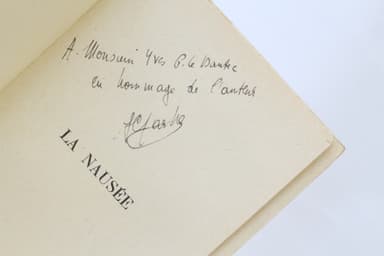 A Monsieur Yves G. le Dantec
en hommage de l'auteur
JPSartre
LA NAUSÉE